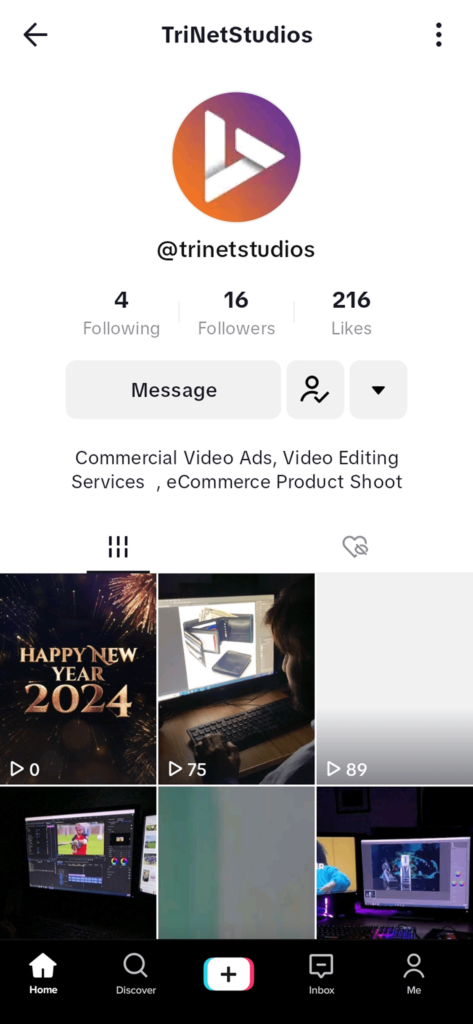 TriNetStudios
@trinetstudios
4 16 216
Following Followers Likes
Message
Commercial Video Ads, Video Editing
Services , eCommerce Product Shoot
HAPPY NEW
YEAR
2024
0 75 89
Home Discover Inbox Me